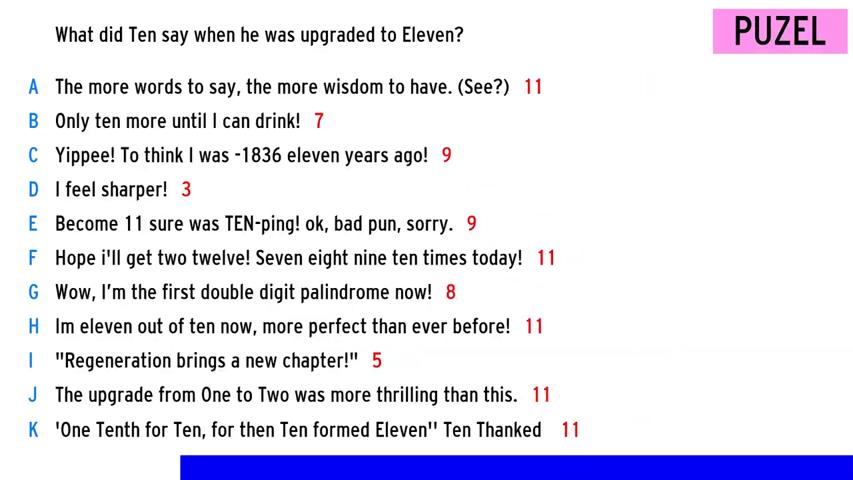 What did Ten say when he was upgraded to Eleven?
PUZEL
A The more words to say, the more wisdom to have. (See?) 11
B Only ten more until I can drink! 7
C Yippee! To think I was -1836 eleven years ago! 9
D I feel sharper! 3
E Become 11 sure was TEN-ping! ok, bad pun, sorry. 9
F Hope i'll get two twelve! Seven eight nine ten times today! 11
G Wow, I'm the first double digit palindrome now! 8
H Im eleven out of ten now, more perfect than ever before! 11
I "Regeneration brings a new chapter!" 5
J The upgrade from One to Two was more thrilling than this. 11
K 'One Tenth for Ten, for then Ten formed Eleven'' Ten Thanked 11